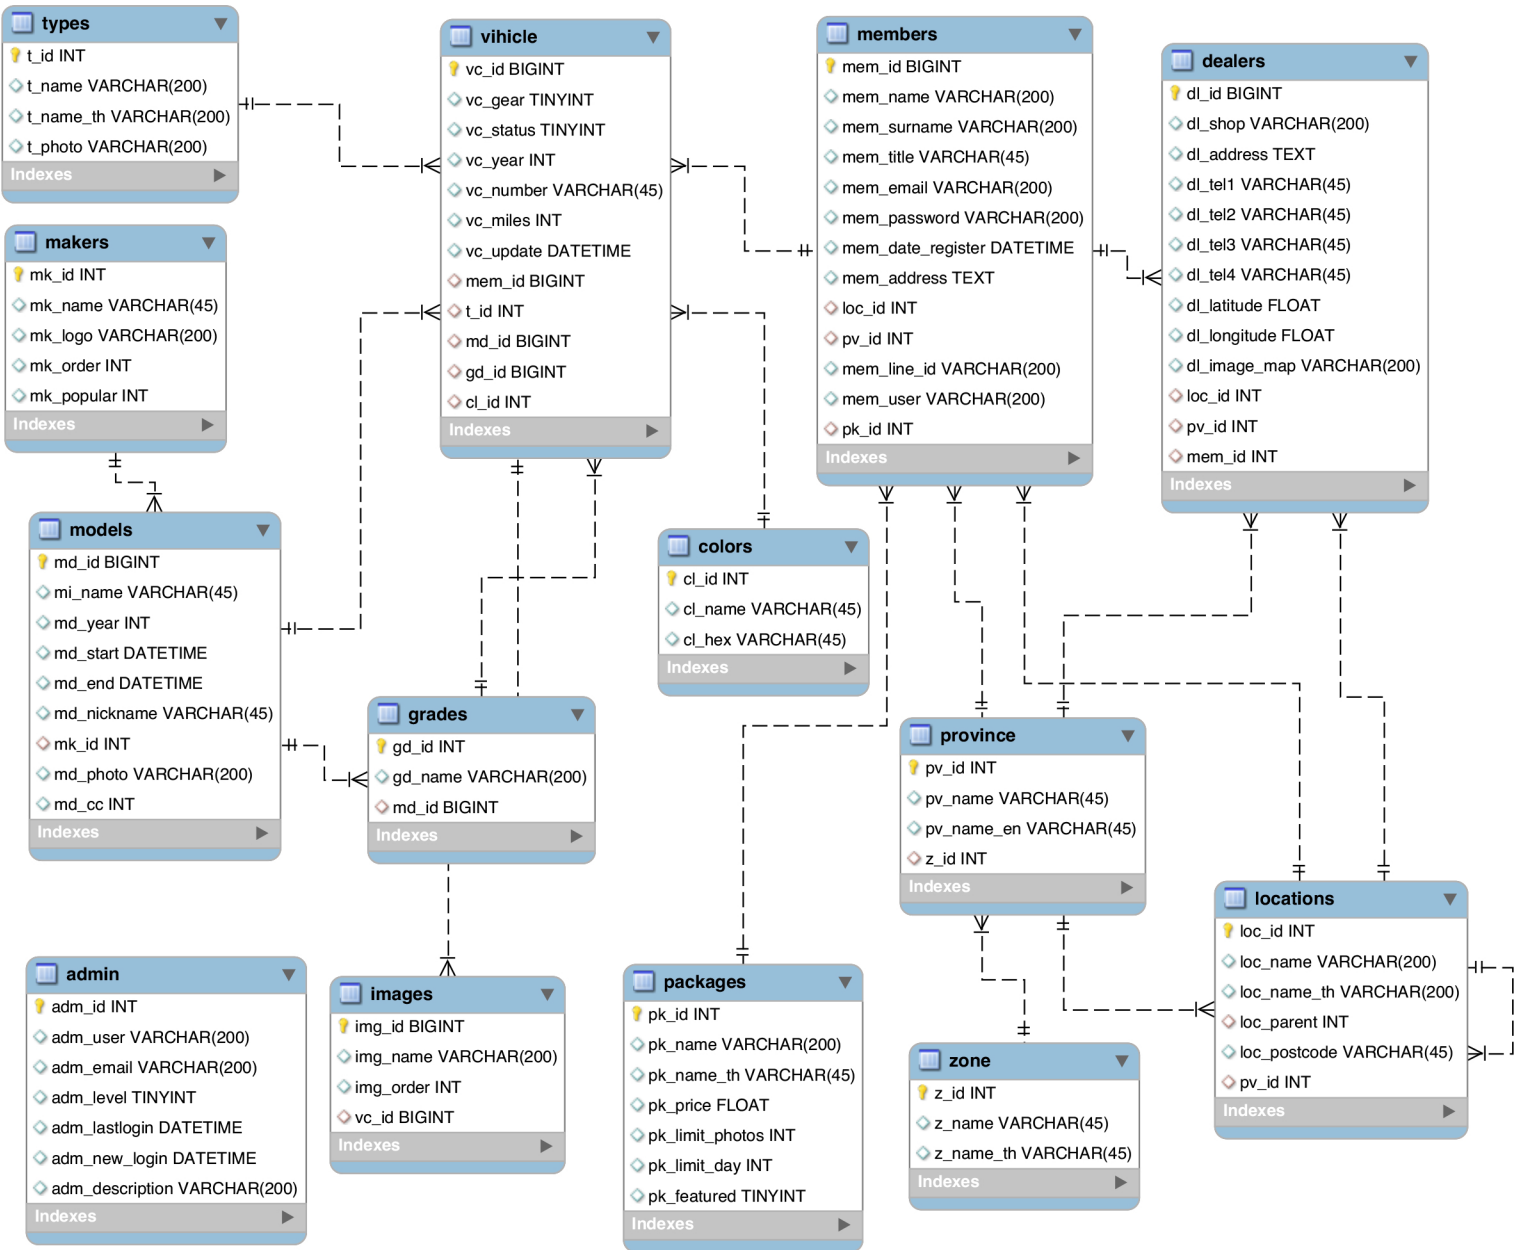 types
t_id INT
t_name VARCHAR(200)
t_name_th VARCHAR(200)
t_photo VARCHAR(200)
Indexes
makers
mk_id INT
mk_name VARCHAR(45)
mk_logo VARCHAR(200)
mk_order INT
mk_popular INT
Indexes
models
md_id BIGINT
mi_name VARCHAR(45)
md_year INT
md_start DATETIME
md_end DATETIME
md_nickname VARCHAR(45)
mk_id INT
md_photo VARCHAR(200)
md_cc INT
Indexes
admin
adm_id INT
adm_user VARCHAR(200)
adm_email VARCHAR(200)
adm_level TINYINT
adm_lastlogin DATETIME
adm_new_login DATETIME
adm_description VARCHAR(200)
Indexes
vihicle
vc_id BIGINT
vc_gear TINYINT
vc_status TINYINT
vc_year INT
vc_number VARCHAR(45)
vc_miles INT
vc_update DATETIME
mem_id BIGINT
t_id INT
md_id BIGINT
gd_id BIGINT
cl_id INT
Indexes
grades
gd_id INT
gd_name VARCHAR(200)
md_id BIGINT
Indexes
images
img_id BIGINT
img_name VARCHAR(200)
img_order INT
vc_id BIGINT
Indexes
colors
cl_id INT
cl_name VARCHAR(45)
cl_hex VARCHAR(45)
Indexes
packages
pk_id INT
pk_name VARCHAR(200)
pk_name_th VARCHAR(45)
pk_price FLOAT
pk_limit_photos INT
pk_limit_day INT
pk_featured TINYINT
Indexes
members
mem_id BIGINT
mem_name VARCHAR(200)
mem_surname VARCHAR(200)
mem_title VARCHAR(45)
mem_email VARCHAR(200)
mem_password VARCHAR(200)
mem_date_register DATETIME
mem_address TEXT
loc_id INT
pv_id INT
mem_line_id VARCHAR(200)
mem_user VARCHAR(200)
pk_id INT
Indexes
province
pv_id INT
pv_name VARCHAR(45)
pv_name_en VARCHAR(45)
z_id INT
Indexes
zone
z_id INT
z_name VARCHAR(45)
z_name_th VARCHAR(45)
Indexes
dealers
dl_id BIGINT
dl_shop VARCHAR(200)
dl_address TEXT
dl_tel1 VARCHAR(45)
dl_tel2 VARCHAR(45)
dl_tel3 VARCHAR(45)
dl_tel4 VARCHAR(45)
dl_latitude FLOAT
dl_longitude FLOAT
dl_image_map VARCHAR(200)
loc_id INT
pv_id INT
mem_id INT
Indexes
locations
loc_id INT
loc_name VARCHAR(200)
loc_name_th VARCHAR(200)
loc_parent INT
loc_postcode VARCHAR(45)
pv_id INT
Indexes